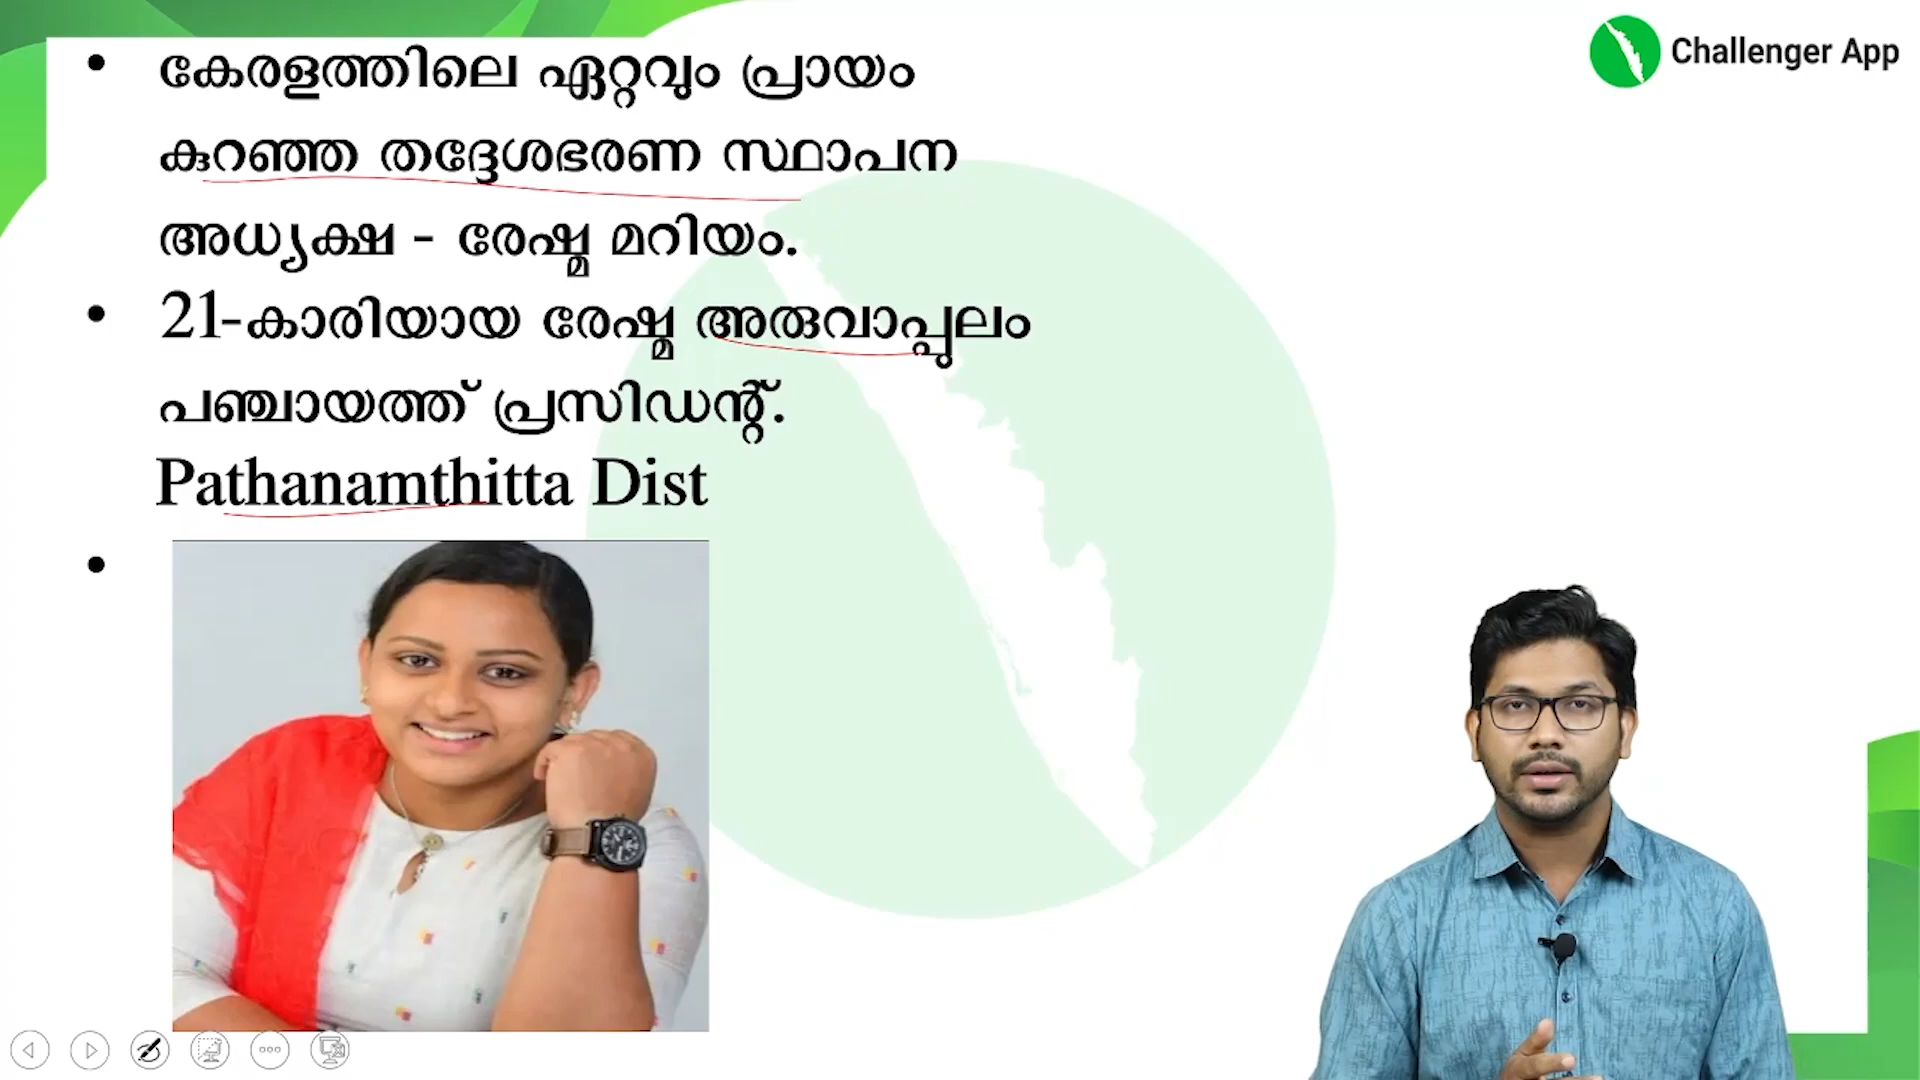 Challenger App
കേരളത്തിലെ ഏറ്റവും പ്രായം
കുറഞ്ഞ തദ്ദേശഭരണ സ്ഥാപന
അധ്യക്ഷ - രേഷ്മ മറിയം.
21-കാരിയായ രേഷ്മ അരുവാപ്പുലം
പഞ്ചായത്ത് പ്രസിഡന്റ്.
Pathanamthitta Dist